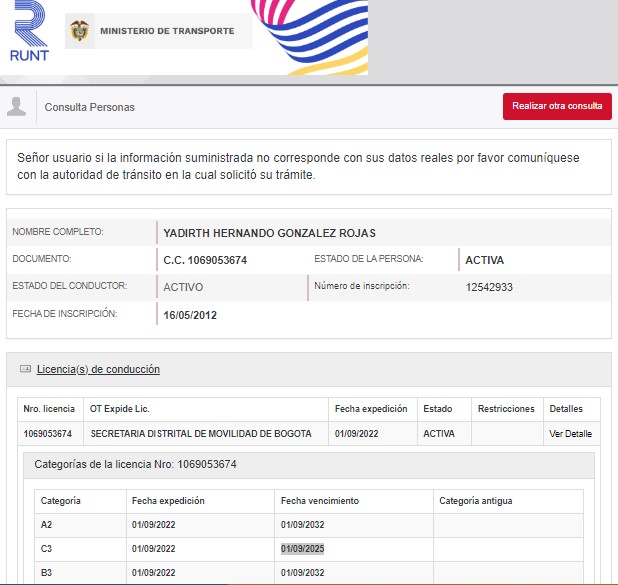 RUNT
MINISTERIO DE TRANSPORTE
Consulta Personas
Realizar otra consulta
Señor usuario si la información suministrada no corresponde con sus datos reales por favor comuníquese
con la autoridad de tránsito en la cual solicitó su trámite.
NOMBRE COMPLETO: YADIRTH HERNANDO GONZALEZ ROJAS
DOCUMENTO: C.C. 1069053674 ESTADO DE LA PERSONA: ACTIVA
ESTADO DEL CONDUCTOR: ACTIVO Número de inscripción: 12542933
FECHA DE INSCRIPCIÓN: 16/05/2012
Licencia(s) de conducción
Nro. licencia OT Expide Lic. Fecha expedición Estado Restricciones Detalles
1069053674 SECRETARIA DISTRITAL DE MOVILIDAD DE BOGOTA 01/09/2022 ACTIVA Ver Detalle
Categorías de la licencia Nro: 1069053674
Categoría Fecha expedición Fecha vencimiento Categoría antigua
A2 01/09/2022 01/09/2032
C3 01/09/2022 01/09/2025
B3 01/09/2022 01/09/2032